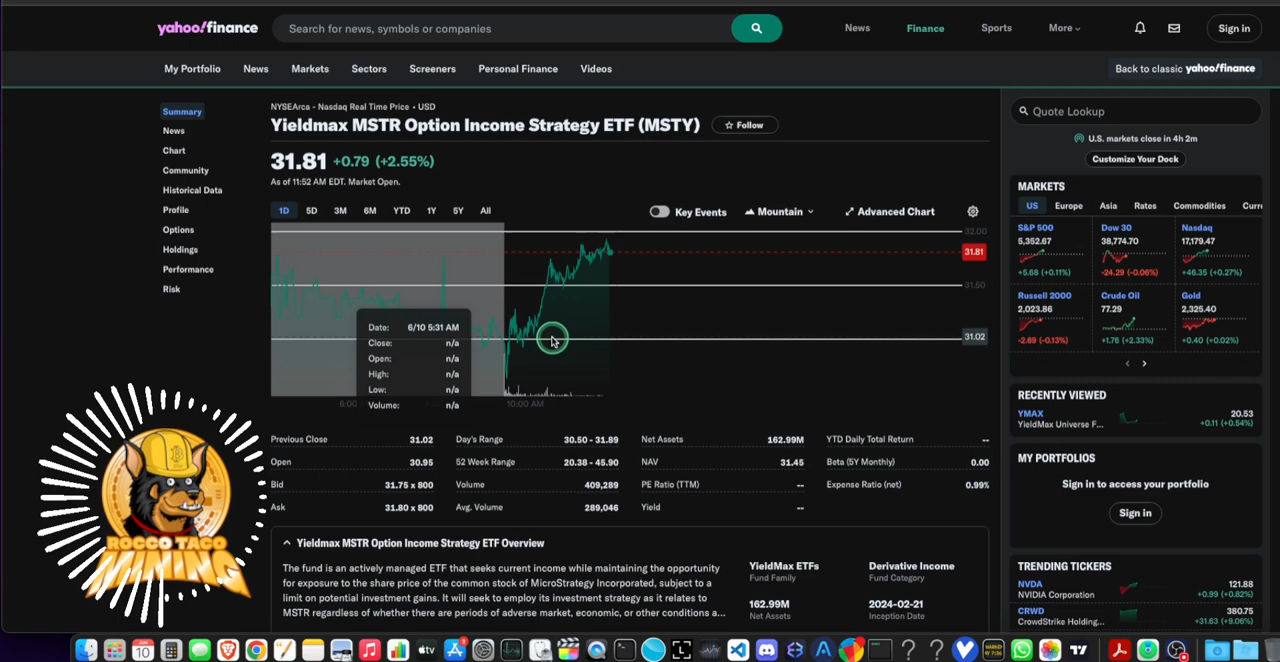 yahoo!finance
Search for news, symbols or companies
News Finance Sports More
Sign in
My Portfolio News Markets Sectors Screeners Personal Finance Videos
Back to classic yahoo!finance
Summary
News
Chart
Community
Historical Data
Profile
Options
Holdings
Performance
Risk
NYSEArca - Nasdaq Real Time Price • USD
Yieldmax MSTR Option Income Strategy ETF (MSTY)
Follow
31.81 +0.79 (+2.55%)
As of 11:52 AM EDT. Market Open.
1D 5D 3M 6M YTD 1Y 5Y All
Key Events Mountain Advanced Chart
32.00
31.81
31.50
31.02
Date: 6/10 5:31 AM
Close: n/a
Open: n/a
High: n/a
Low: n/a
Volume: n/a
10:00 AM
Previous Close 31.02 Day's Range 30.50 - 31.89 Net Assets 162.99M YTD Daily Total Return --
Open 30.95 52 Week Range 20.38 - 45.90 NAV 31.45 Beta (5Y Monthly) 0.00
Bid 31.75 x 800 Volume 409,289 PE Ratio (TTM) -- Expense Ratio (net) 0.99%
Ask 31.80 x 800 Avg. Volume 289,046 Yield --
Yieldmax MSTR Option Income Strategy ETF Overview
The fund is an actively managed ETF that seeks current income while maintaining the opportunity
for exposure to the share price of the common stock of MicroStrategy Incorporated, subject to a
limit on potential investment gains. It will seek to employ its investment strategy as it relates to
MSTR regardless of whether there are periods of adverse market, economic, or other conditions a...
YieldMax ETFs
Fund Family
Derivative Income
Fund Category
162.99M
Net Assets
2024-02-21
Inception Date
Quote Lookup
U.S. markets close in 4h 2m
Customize Your Dock
MARKETS
US Europe Asia Rates Commodities Curr
S&P 500 Dow 30 Nasdaq
5,352.67 38,774.70 17,179.47
+5.68 (+0.11%) -24.29 (-0.06%) +46.35 (+0.27%)
Russell 2000 Crude Oil Gold
2,023.86 77.29 2,325.40
-2.69 (-0.13%) +1.76 (+2.33%) +0.40 (+0.02%)
RECENTLY VIEWED
YMAX 20.53
YieldMax Universe F... +0.11 (+0.54%)
MY PORTFOLIOS
Sign in to access your portfolio
Sign in
TRENDING TICKERS
NVDA 121.88
NVIDIA Corporation +0.99 (+0.82%)
CRWD 380.75
CrowdStrike Holding... +31.63 (+9.06%)
ROCCO TACO
MINING
10
tv